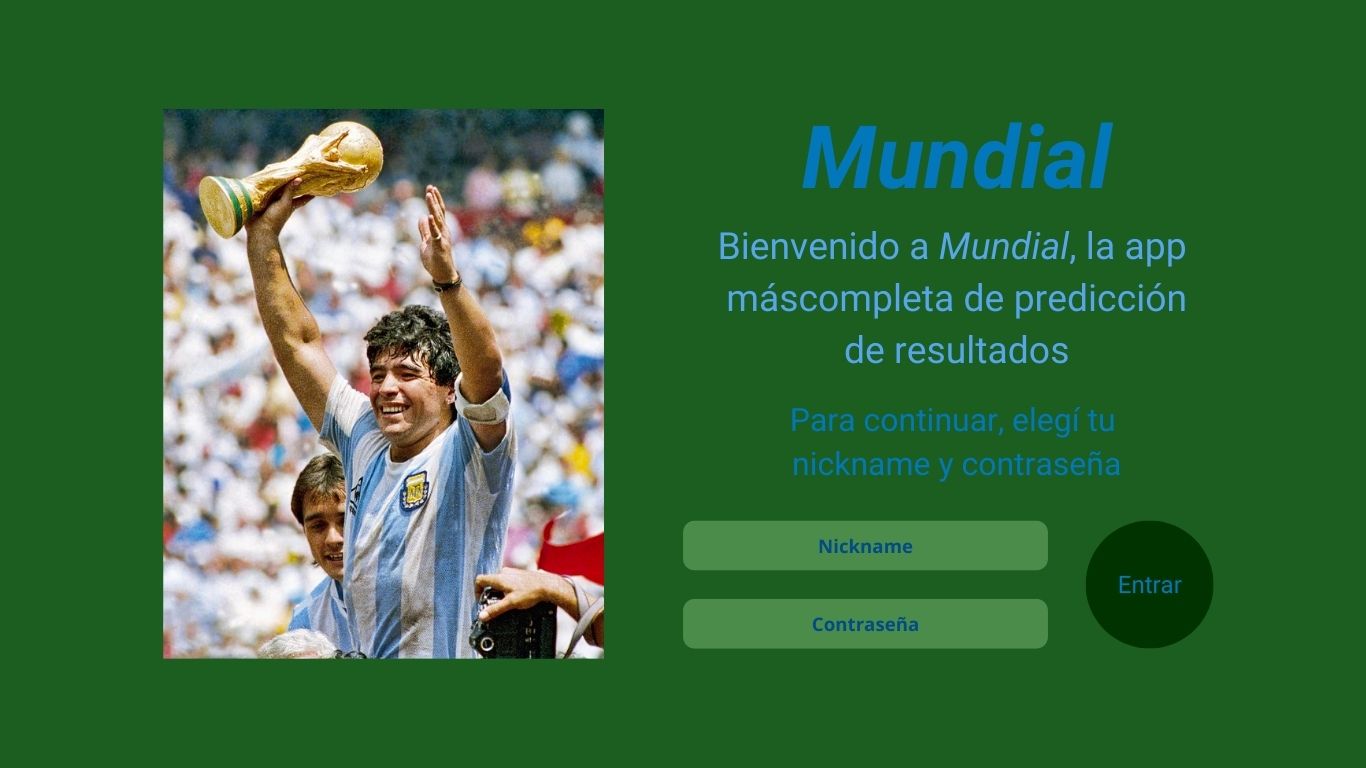 Mundial
Bienvenido a Mundial, la app
máscompleta de predicción
de resultados
Para continuar, elegí tu
nickname y contraseña
Nickname
Contraseña
Entrar